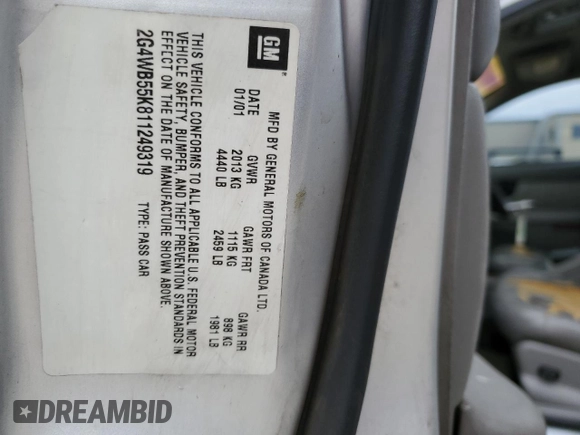 GM
MFD BY GENERAL MOTORS OF CANADA LTD.
DATE GVWR GAWR FRT GAWR RR
01/01 2013 KG 1115 KG 898 KG
4440 LB 2459 LB 1981 LB
THIS VEHICLE CONFORMS TO ALL APPLICABLE U.S. FEDERAL MOTOR
VEHICLE SAFETY, BUMPER, AND THEFT PREVENTION STANDARDS IN
EFFECT ON THE DATE OF MANUFACTURE SHOWN ABOVE.
2G4WB55K811249319 TYPE: PASS CAR
DREAMBID